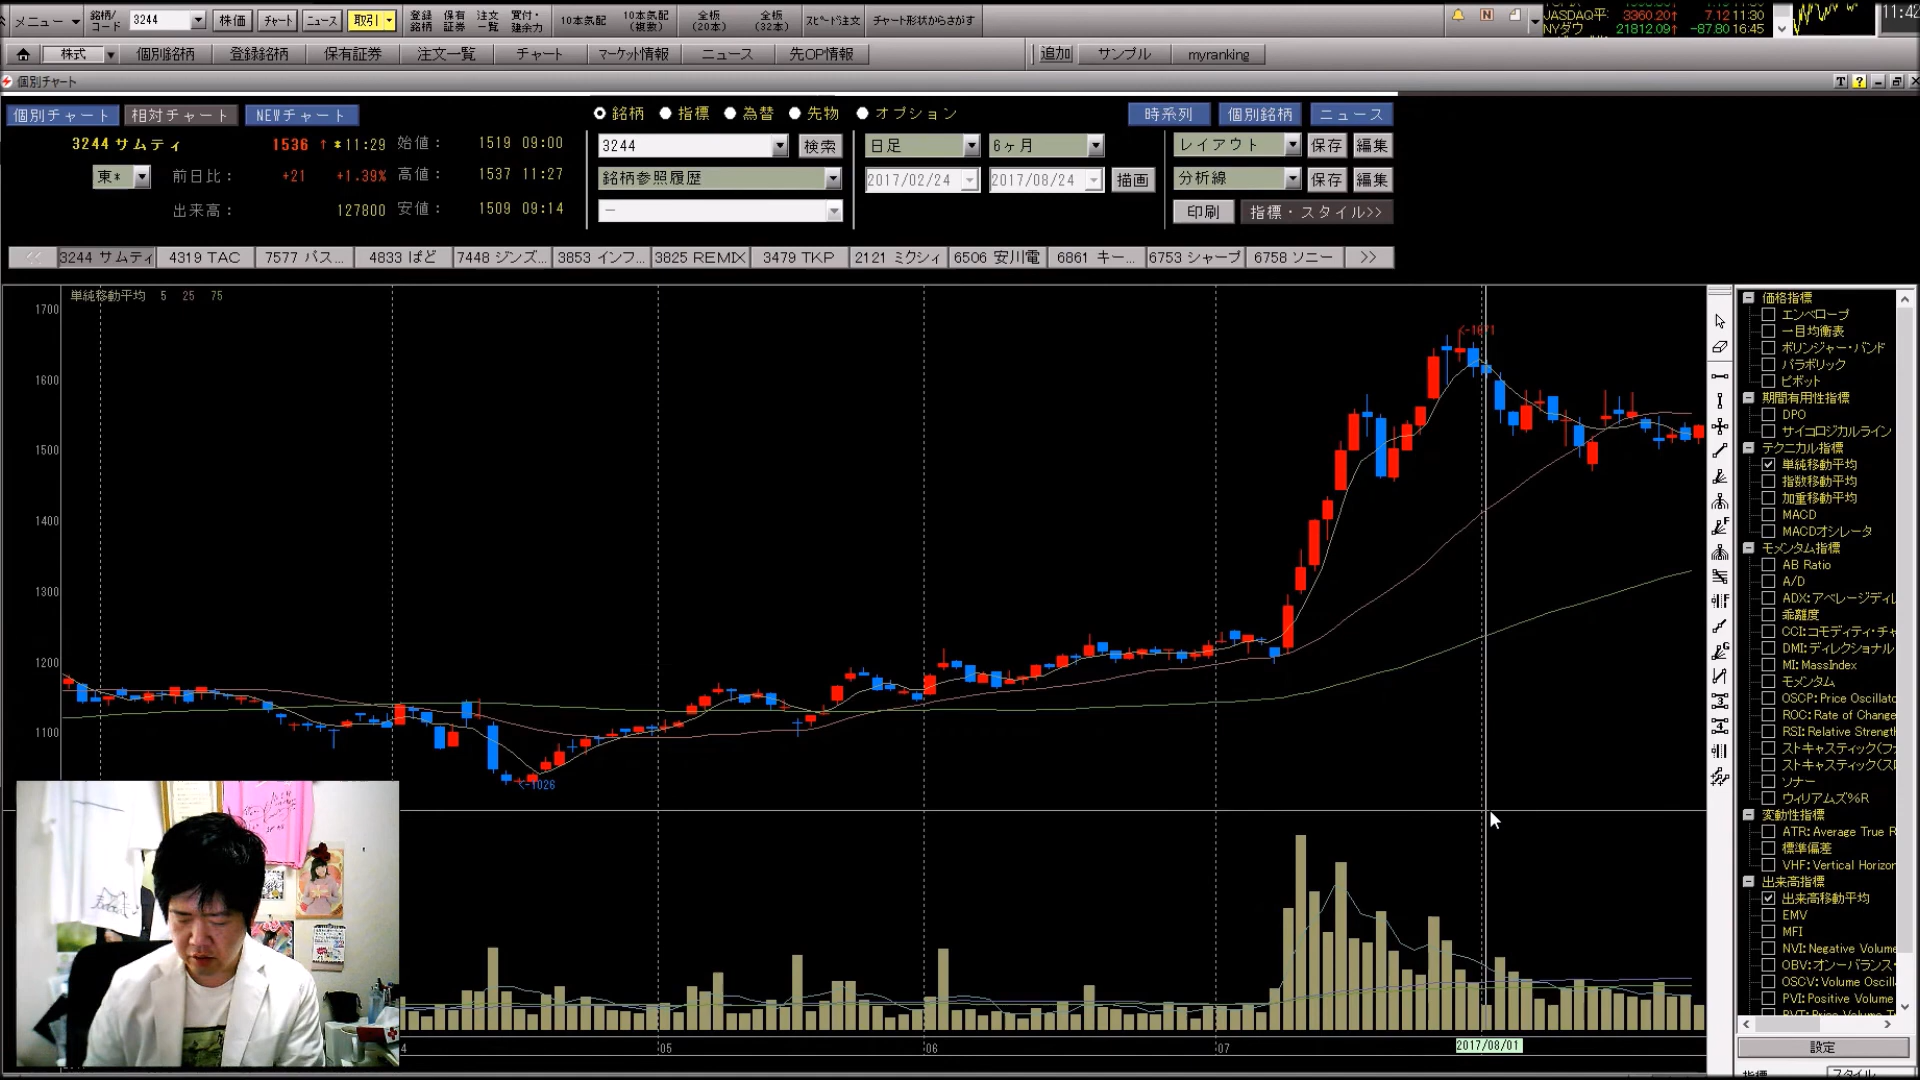 メニュー 銘柄/コード 3244 株価 チャート ニュース 取引 登録銘柄 保有証券 注文一覧 買付・建余力 10本気配 10本気配(複数) 全板(20本) 全板(32本) スピード注文 チャート形状からさがす
JASDAQ平 3360.20↑ 7.12 11:30
NYダウ 21812.09↑ -87.80 16:45
11:42
株式 個別銘柄 登録銘柄 保有証券 注文一覧 チャート マーケット情報 ニュース 先OP情報 追加 サンプル myranking
個別チャート
個別チャート 相対チャート NEWチャート
銘柄 指標 為替 先物 オプション 時系列 個別銘柄 ニュース
3244 サムティ 1536 ↑ *11:29 始値: 1519 09:00
3244 検索 日足 6ヶ月 レイアウト 保存 編集
東* 前日比: +21 +1.39% 高値: 1537 11:27
銘柄参照履歴 2017/02/24 2017/08/24 描画 分析線 保存 編集
出来高: 127800 安値: 1509 09:14
― 印刷 指標・スタイル>>
<< 3244 サムティ 4319 TAC 7577 パス... 4833 ぱど 7448 ジンズ... 3853 インフ... 3825 REMIX 3479 TKP 2121 ミクシィ 6506 安川電 6861 キー... 6753 シャープ 6758 ソニー >>
単純移動平均 5 25 75
1700
1600
1500
1400
1300
1200
1100
1671
1026
4 05 06 07 2017/08/01
価格指標
エンベロープ
一目均衡表
ボリンジャー・バンド
パラボリック
ピボット
期間有用性指標
DPO
サイコロジカルライン
テクニカル指標
単純移動平均
指数移動平均
加重移動平均
MACD
MACDオシレータ
モメンタム指標
AB Ratio
A/D
ADX:アベレージディレ
乖離度
CCI:コモディティ・チャ
DMI:ディレクショナル
MI:MassIndex
モメンタム
OSCP:Price Oscillato
ROC:Rate of Change
RSI:Relative Strengt
ストキャスティック(フ
ストキャスティック(スロ
ソナー
ウィリアムズ%R
変動性指標
ATR:Average True R
標準偏差
VHF:Vertical Horizon
出来高指標
出来高移動平均
EMV
MFI
NVI:Negative Volume
OBV:オンーバランス・
OSCV:Volume Oscill
PVI:Positive Volume
設定